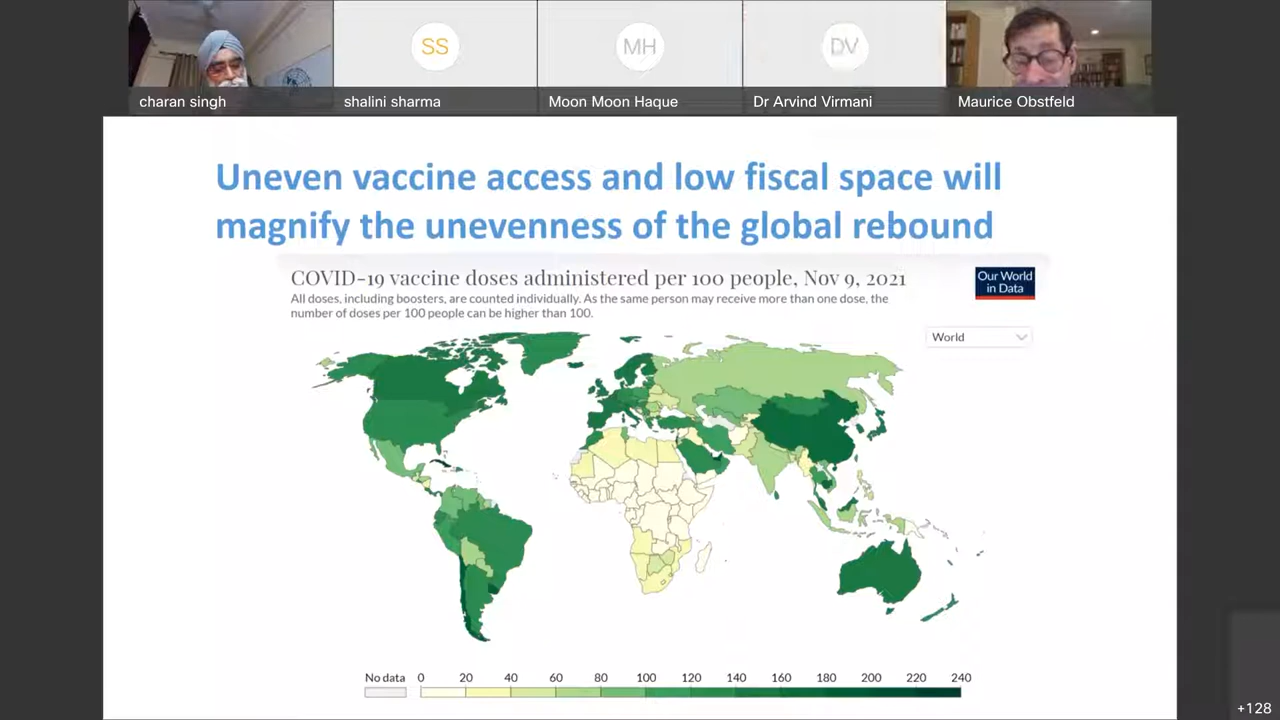 SS
MH
DV
charan singh
shalini sharma
Moon Moon Haque
Dr Arvind Virmani
Maurice Obstfeld
Uneven vaccine access and low fiscal space will
magnify the unevenness of the global rebound
COVID-19 vaccine doses administered per 100 people, Nov 9, 2021
Our World
in Data
All doses, including boosters, are counted individually. As the same person may receive more than one dose, the
number of doses per 100 people can be higher than 100.
World
No data 0 20 40 60 80 100 120 140 160 180 200 220 240
+128